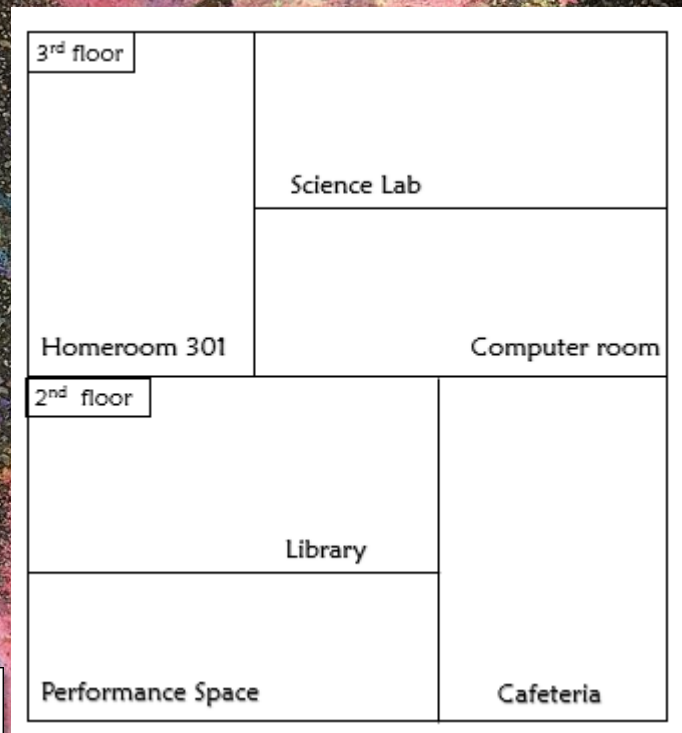 3rd floor
Science Lab
Homeroom 301
Computer room
2nd floor
Library
Performance Space
Cafeteria